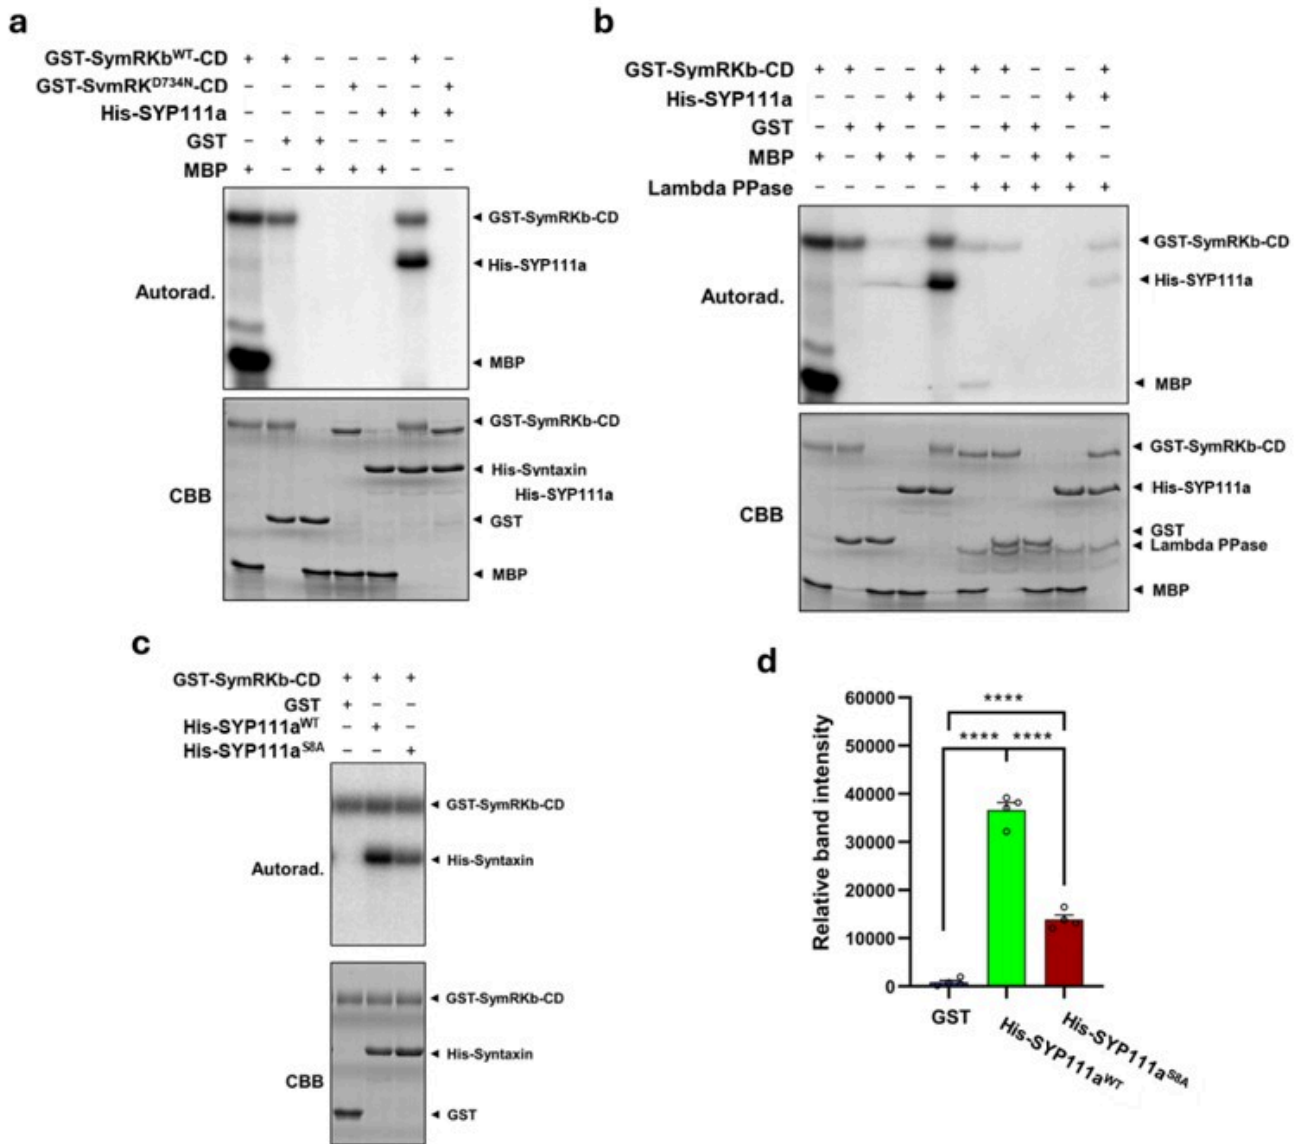 a
GST-SymRKb^WT-CD + + - - - + -
GST-SvmRK^D734N-CD - - - + - - +
His-SYP111a - - - - + + +
GST - + + - - - -
MBP + - + + + - -
Autorad.
GST-SymRKb-CD
His-SYP111a
MBP
CBB
GST-SymRKb-CD
His-Syntaxin
His-SYP111a
GST
MBP
b
GST-SymRKb-CD + + - - + + + - - +
His-SYP111a - - - + + - - - + +
GST - + + - - - + + - -
MBP + - + + - + - + + -
Lambda PPase - - - - - + + + + +
Autorad.
GST-SymRKb-CD
His-SYP111a
MBP
CBB
GST-SymRKb-CD
His-SYP111a
GST
Lambda PPase
MBP
c
GST-SymRKb-CD + + +
GST + - -
His-SYP111a^WT - + -
His-SYP111a^S8A - - +
Autorad.
GST-SymRKb-CD
His-Syntaxin
CBB
GST-SymRKb-CD
His-Syntaxin
GST
d
Relative band intensity
60000
50000
40000
30000
20000
10000
0
****
**** ****
GST
His-SYP111a^WT
His-SYP111a^S8A